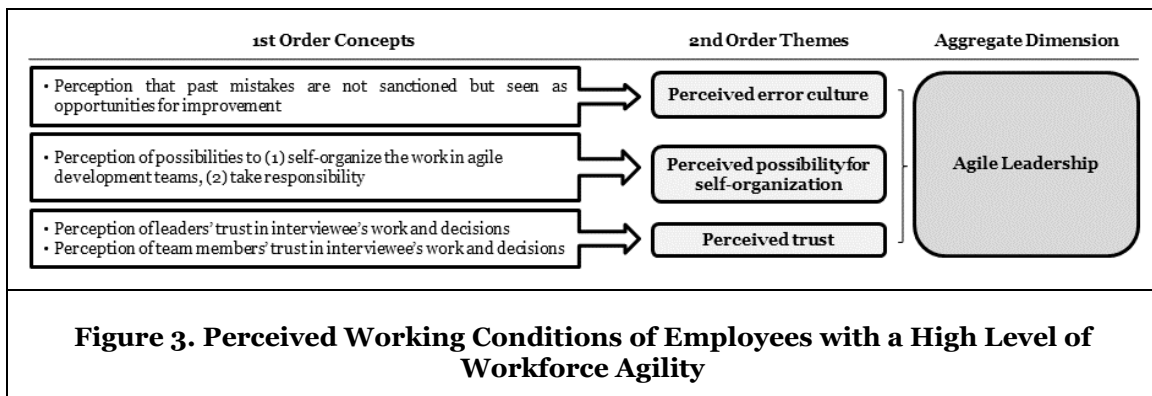 1st Order Concepts
2nd Order Themes
Aggregate Dimension
• Perception that past mistakes are not sanctioned but seen as
opportunities for improvement
Perceived error culture
• Perception of possibilities to (1) self-organize the work in agile
development teams, (2) take responsibility
Perceived possibility for
self-organization
• Perception of leaders' trust in interviewee's work and decisions
• Perception of team members' trust in interviewee's work and decisions
Perceived trust
Agile Leadership
Figure 3. Perceived Working Conditions of Employees with a High Level of
Workforce Agility